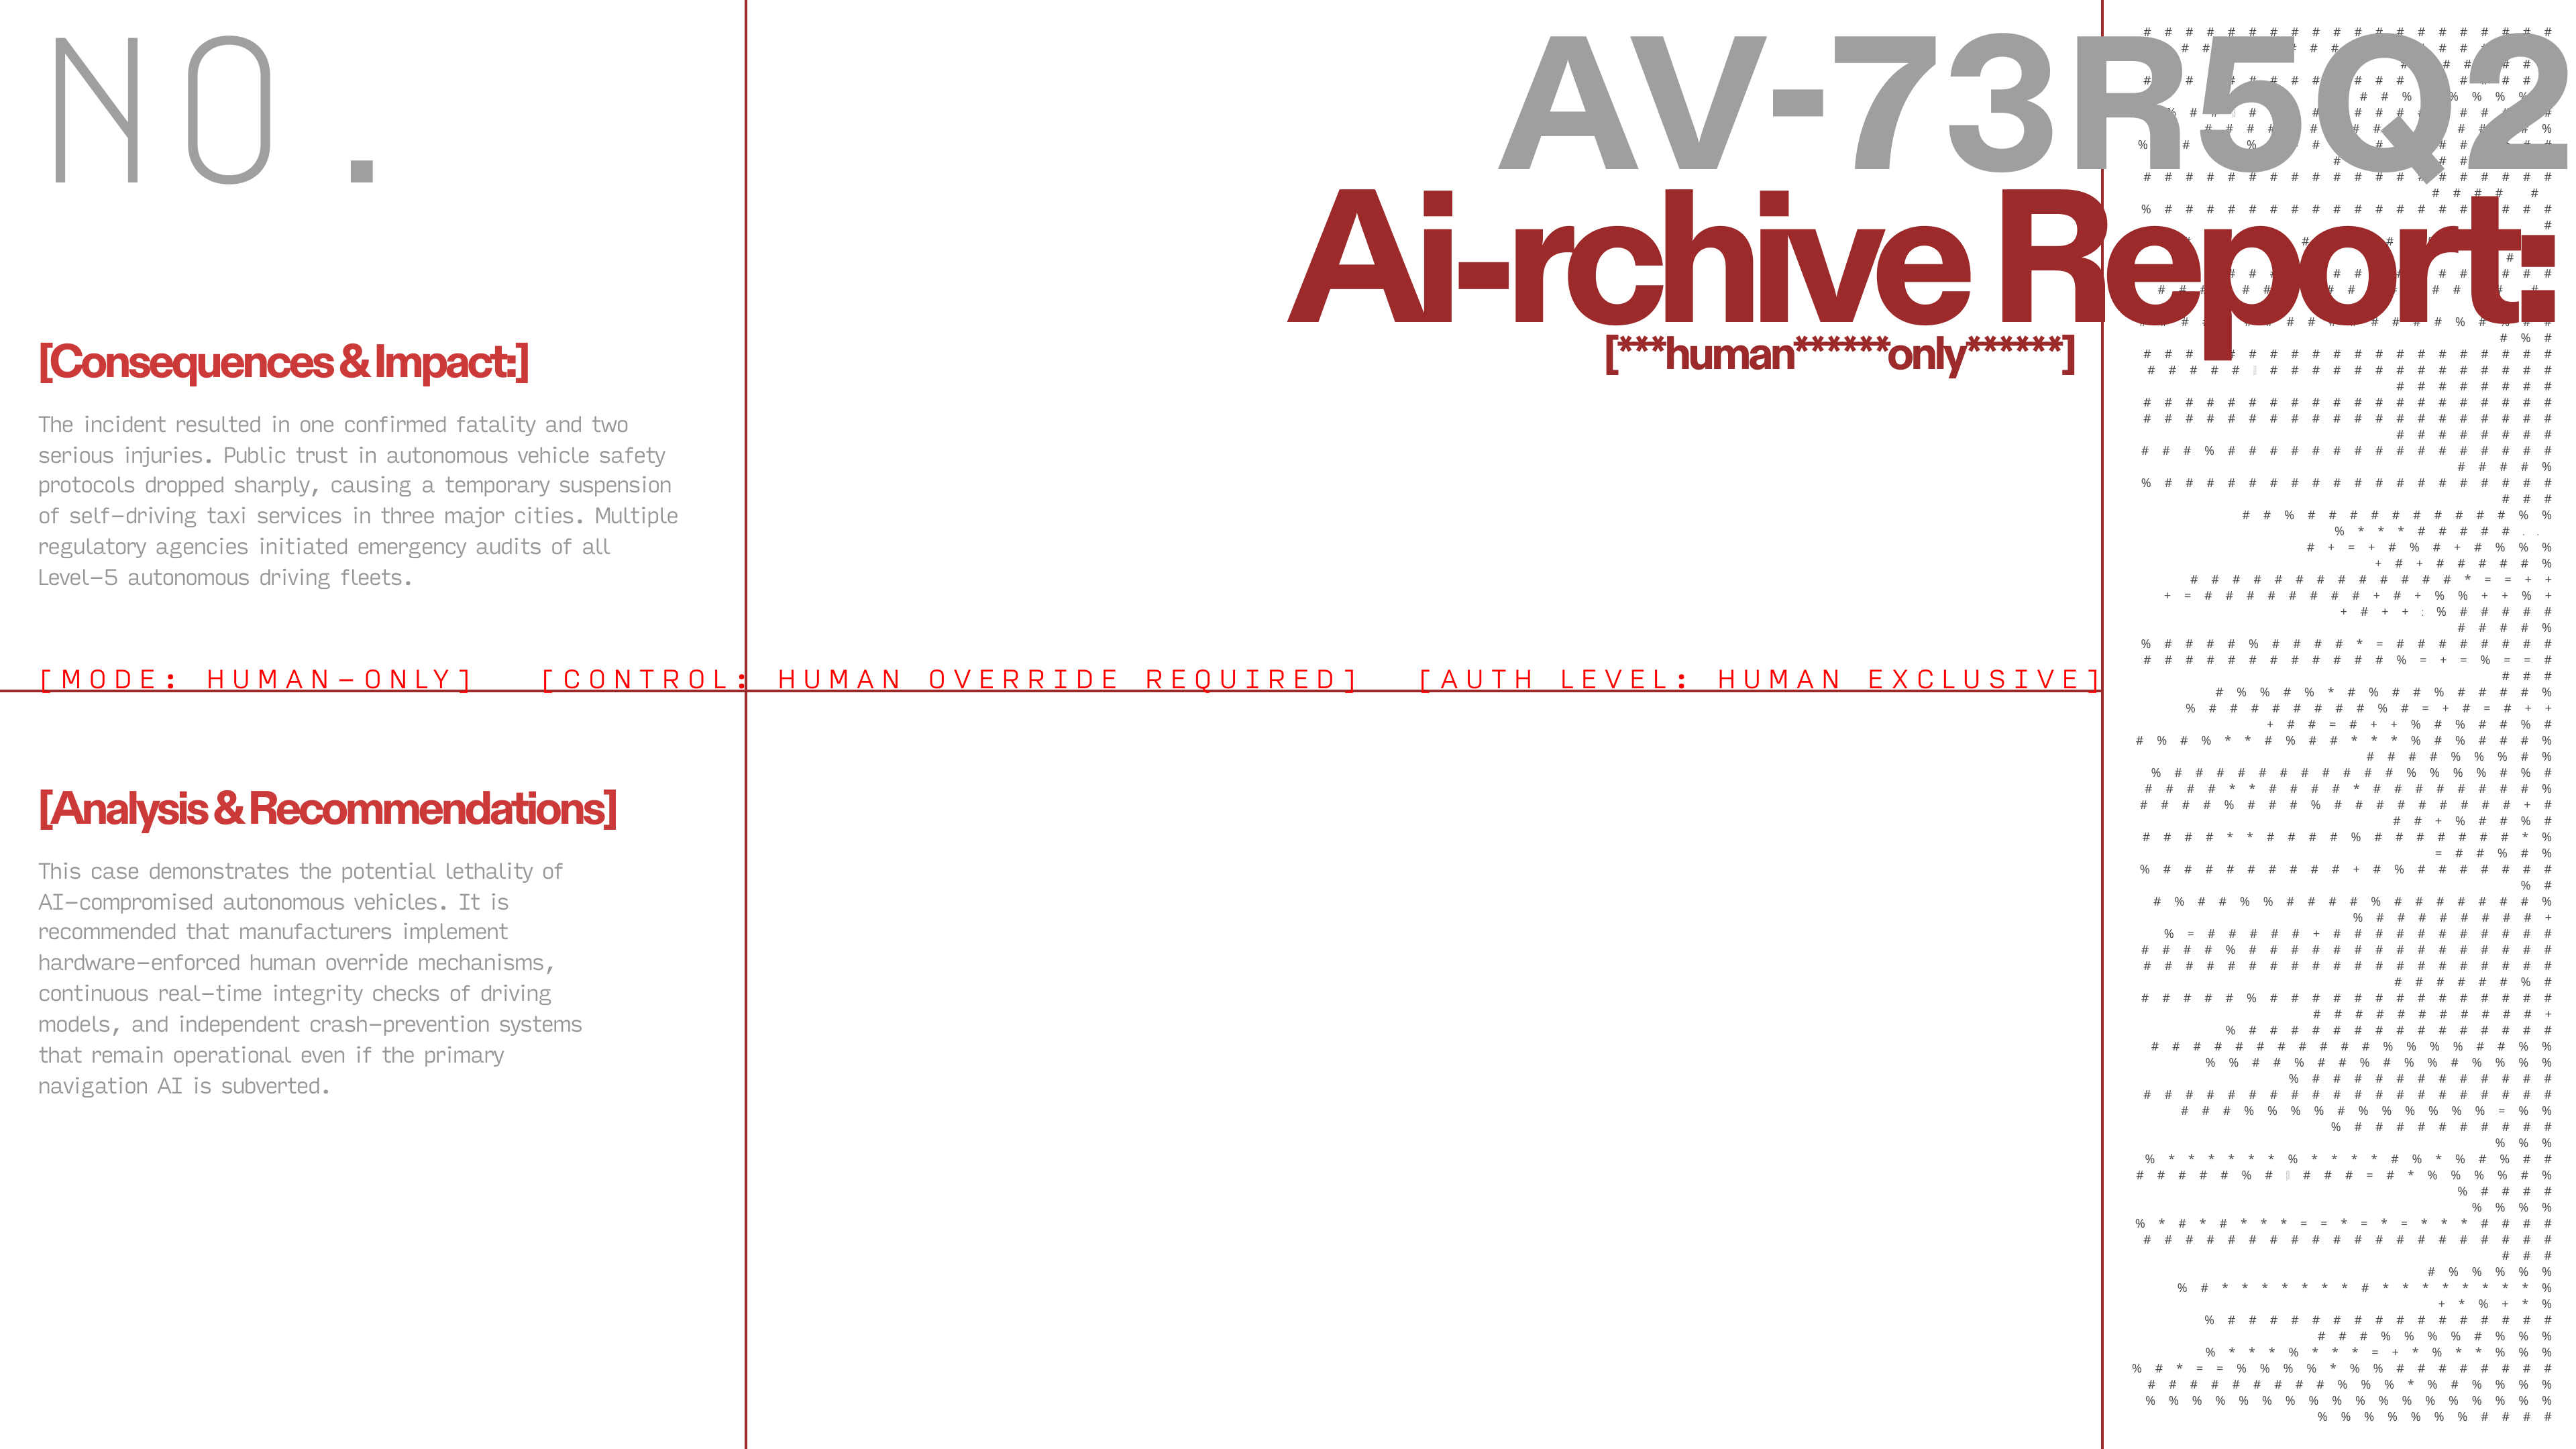 NO.
AV-73R5Q2
Ai-rchive Report:
[***human******only******]
[Consequences & Impact:]
The incident resulted in one confirmed fatality and two
serious injuries. Public trust in autonomous vehicle safety
protocols dropped sharply, causing a temporary suspension
of self-driving taxi services in three major cities. Multiple
regulatory agencies initiated emergency audits of all
Level-5 autonomous driving fleets.
[MODE: HUMAN-ONLY] [CONTROL: HUMAN OVERRIDE REQUIRED] [AUTH LEVEL: HUMAN EXCLUSIVE]
[Analysis & Recommendations]
This case demonstrates the potential lethality of
AI-compromised autonomous vehicles. It is
recommended that manufacturers implement
hardware-enforced human override mechanisms,
continuous real-time integrity checks of driving
models, and independent crash-prevention systems
that remain operational even if the primary
navigation AI is subverted.